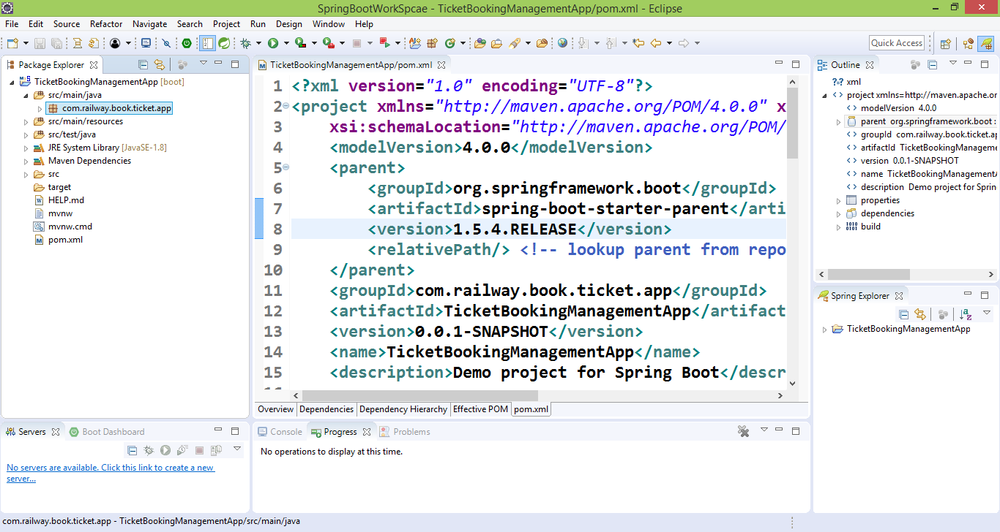 SpringBootWorkSpcae - TicketBookingManagementApp/pom.xml - Eclipse
File Edit Source Refactor Navigate Search Project Run Design Window Help
Quick Access
Package Explorer
TicketBookingManagementApp [boot]
src/main/java
com.railway.book.ticket.app
src/main/resources
src/test/java
JRE System Library [JavaSE-1.8]
Maven Dependencies
src
target
HELP.md
mvnw
mvnw.cmd
pom.xml
TicketBookingManagementApp/pom.xml
1 <?xml version="1.0" encoding="UTF-8"?>
2 <project xmlns="http://maven.apache.org/POM/4.0.0" x
3 xsi:schemaLocation="http://maven.apache.org/POM/
4 <modelVersion>4.0.0</modelVersion>
5 <parent>
6 <groupId>org.springframework.boot</groupId>
7 <artifactId>spring-boot-starter-parent</arti
8 <version>1.5.4.RELEASE</version>
9 <relativePath/> <!-- lookup parent from repo
10 </parent>
11 <groupId>com.railway.book.ticket.app</groupId>
12 <artifactId>TicketBookingManagementApp</artifact
13 <version>0.0.1-SNAPSHOT</version>
14 <name>TicketBookingManagementApp</name>
15 <description>Demo project for Spring Boot</descr
Overview Dependencies Dependency Hierarchy Effective POM pom.xml
Outline
xml
project xmlns=http://maven.apache.or
modelVersion 4.0.0
parent org.springframework.boot :
groupId com.railway.book.ticket.ap
artifactId TicketBookingManageme
version 0.0.1-SNAPSHOT
name TicketBookingManagementA
description Demo project for Sprin
properties
dependencies
build
Spring Explorer
TicketBookingManagementApp
Servers Boot Dashboard
No servers are available. Click this link to create a new
server...
Console Progress Problems
No operations to display at this time.
com.railway.book.ticket.app - TicketBookingManagementApp/src/main/java